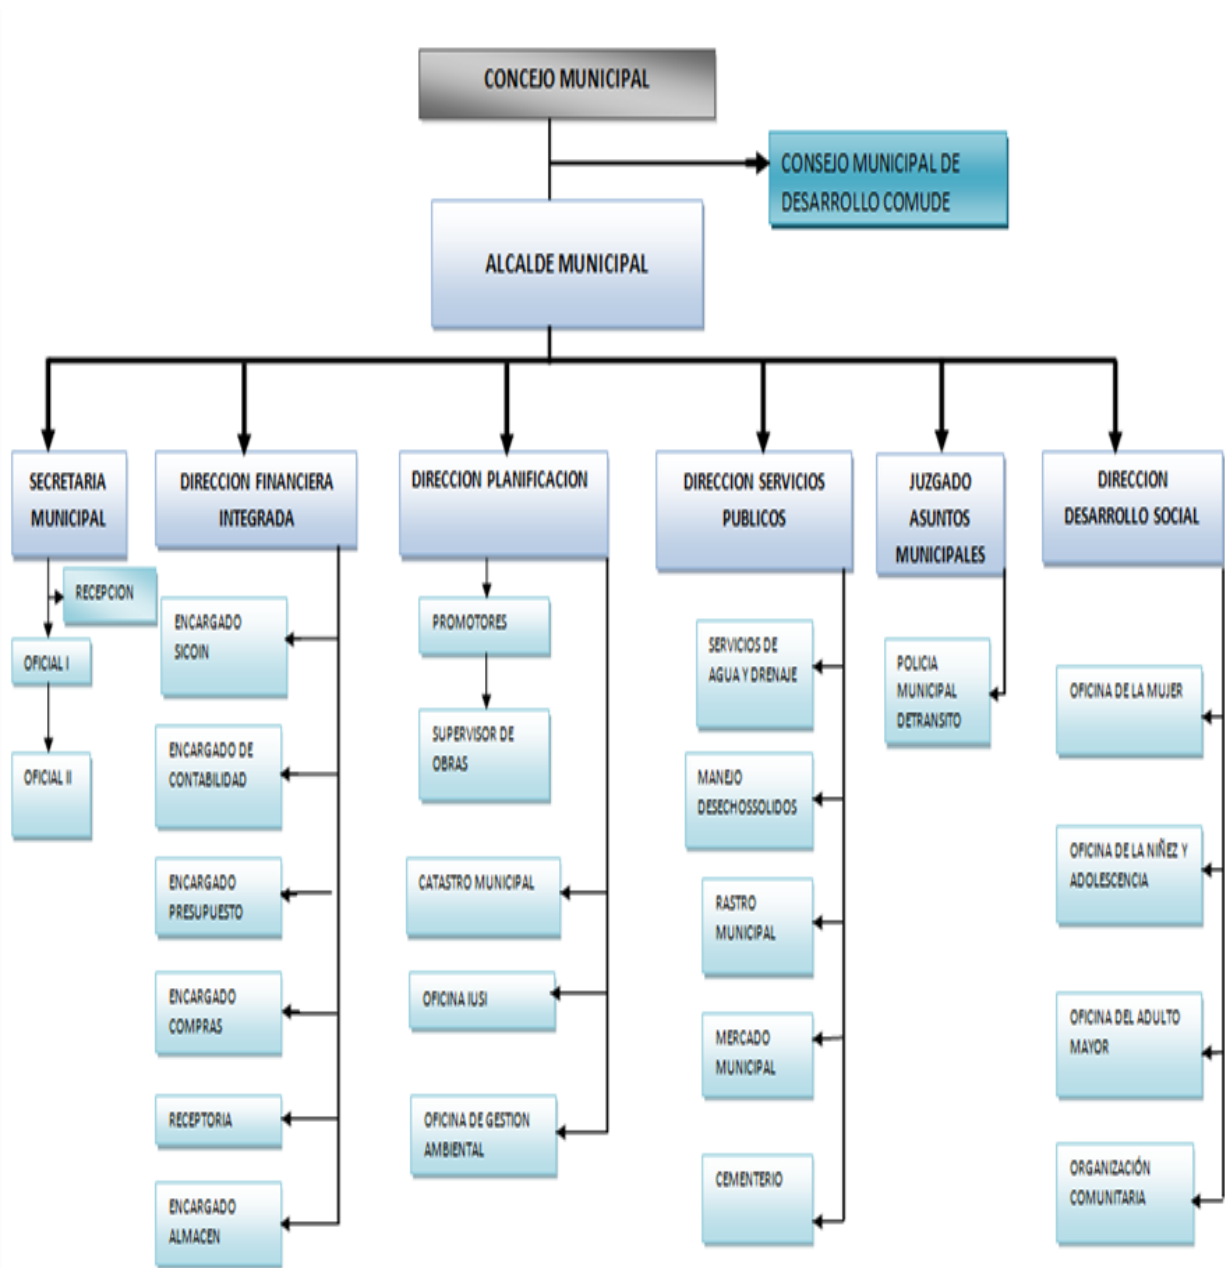 CONCEJO MUNICIPAL
CONSEJO MUNICIPAL DE
DESARROLLO COMUDE
ALCALDE MUNICIPAL
SECRETARIA
MUNICIPAL
RECEPCION
OFICIAL I
OFICIAL II
DIRECCION FINANCIERA
INTEGRADA
ENCARGADO
SICOIN
ENCARGADO DE
CONTABILIDAD
ENCARGADO
PRESUPUESTO
ENCARGADO
COMPRAS
RECEPTORIA
ENCARGADO
ALMACEN
DIRECCION PLANIFICACION
PROMOTORES
SUPERVISOR DE
OBRAS
CATASTRO MUNICIPAL
OFICINA IUSI
OFICINA DE GESTION
AMBIENTAL
DIRECCION SERVICIOS
PUBLICOS
SERVICIOS DE
AGUA Y DRENAJE
MANEJO
DESECHOSSOLIDOS
RASTRO
MUNICIPAL
MERCADO
MUNICIPAL
CEMENTERIO
JUZGADO
ASUNTOS
MUNICIPALES
POLICIA
MUNICIPAL
DETRANSITO
DIRECCION
DESARROLLO SOCIAL
OFICINA DE LA MUJER
OFICINA DE LA NIÑEZ Y
ADOLESCENCIA
OFICINA DEL ADULTO
MAYOR
ORGANIZACIÓN
COMUNITARIA